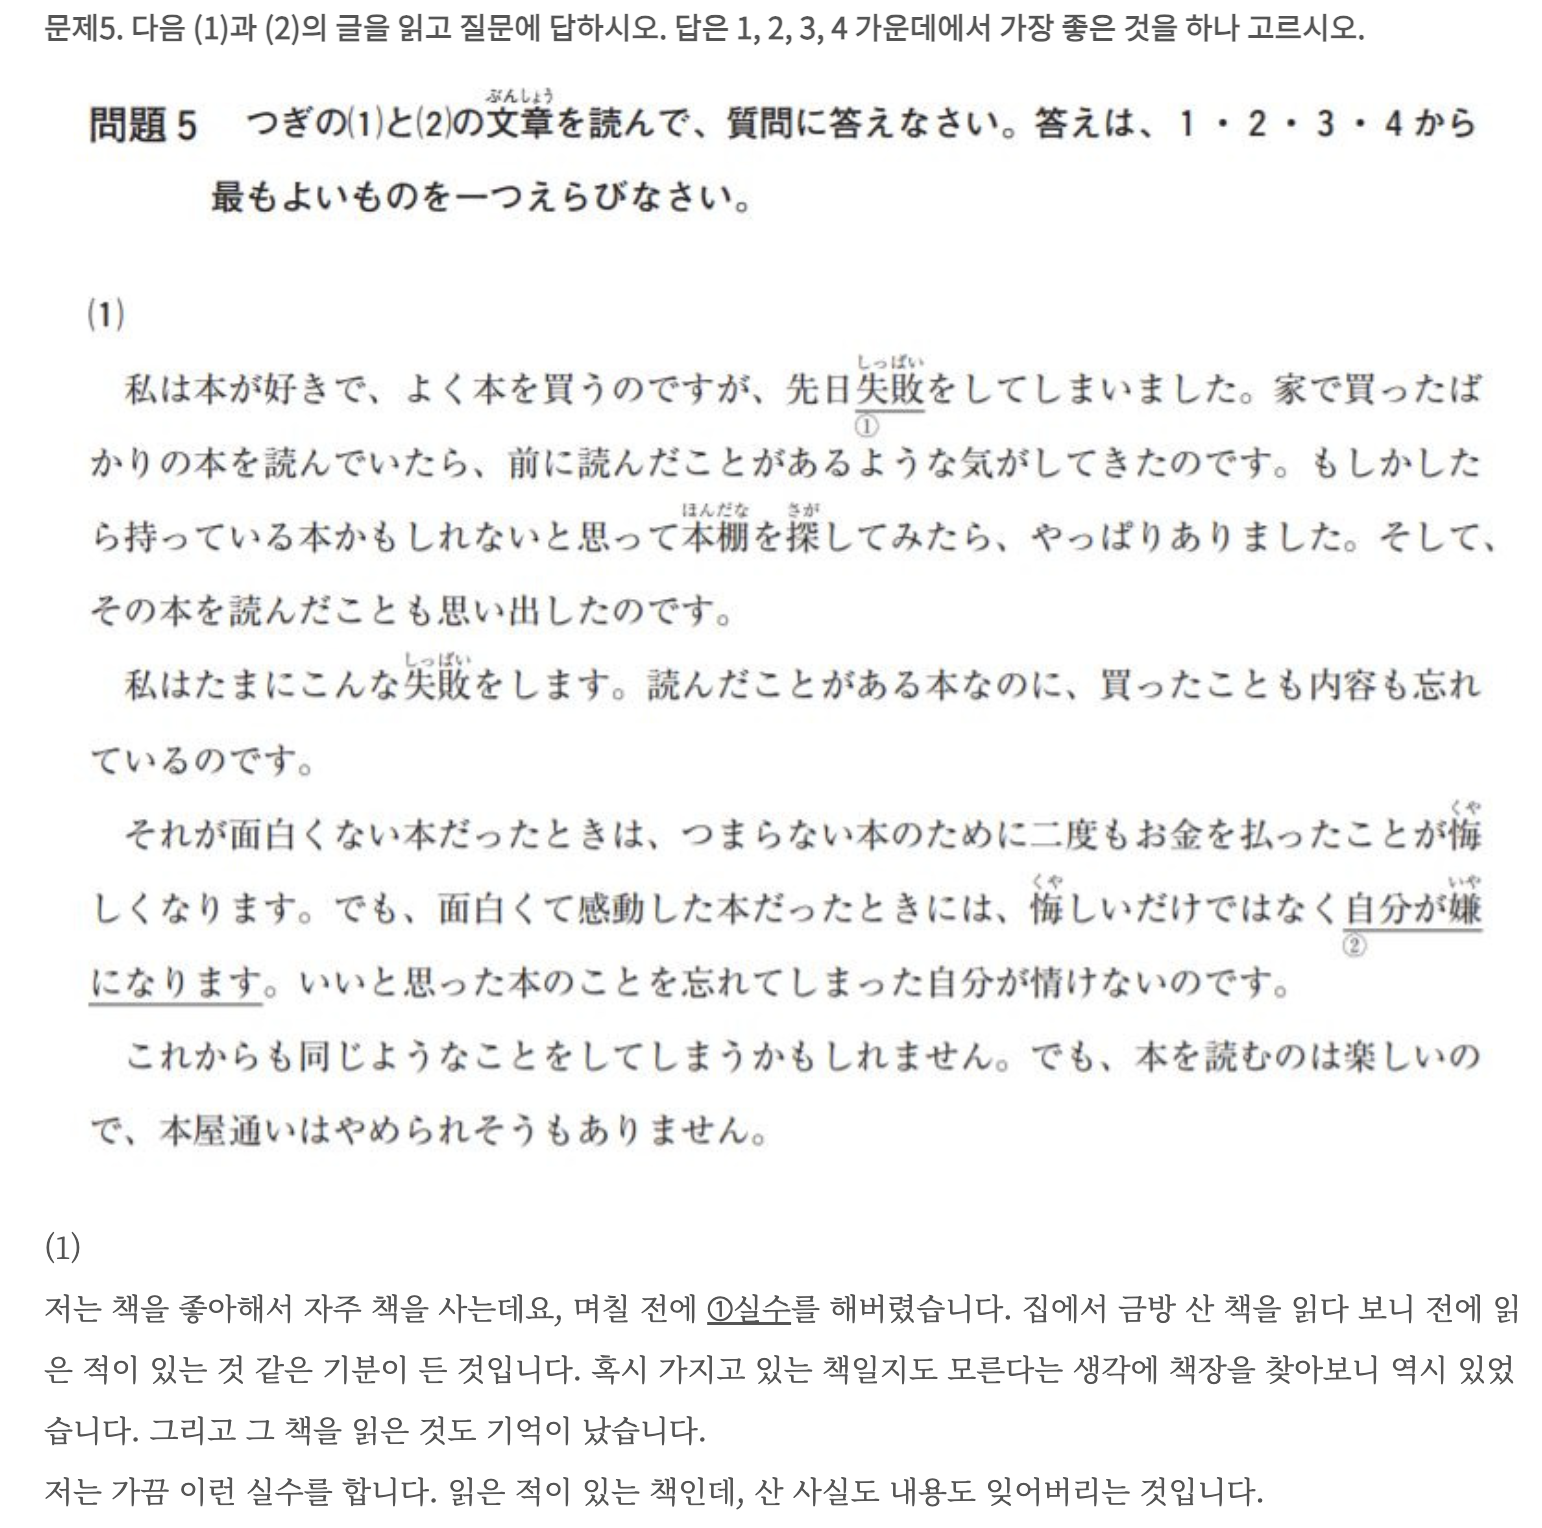 문제5. 다음 (1)과 (2)의 글을 읽고 질문에 답하시오. 답은 1, 2, 3, 4 가운데에서 가장 좋은 것을 하나 고르시오.
ぶんしょう
問題5 つぎの(1)と(2)の文章を読んで、質問に答えなさい。答えは、1・2・3・4から
最もよいものを一つえらびなさい。
(1)
しっぱい
私は本が好きで、よく本を買うのですが、先日失敗をしてしまいました。家で買ったば
①
かりの本を読んでいたら、前に読んだことがあるような気がしてきたのです。もしかした
ほんだな さが
ら持っている本かもしれないと思って本棚を探してみたら、やっぱりありました。そして、
その本を読んだことも思い出したのです。
しっぱい
私はたまにこんな失敗をします。読んだことがある本なのに、買ったことも内容も忘れ
ているのです。
くや
それが面白くない本だったときは、つまらない本のために二度もお金を払ったことが悔
くや いや
しくなります。でも、面白くて感動した本だったときには、悔しいだけではなく自分が嫌
②
になります。いいと思った本のことを忘れてしまった自分が情けないのです。
これからも同じようなことをしてしまうかもしれません。でも、本を読むのは楽しいの
で、本屋通いはやめられそうもありません。
(1)
저는 책을 좋아해서 자주 책을 사는데요, 며칠 전에 ①실수를 해버렸습니다. 집에서 금방 산 책을 읽다 보니 전에 읽
은 적이 있는 것 같은 기분이 든 것입니다. 혹시 가지고 있는 책일지도 모른다는 생각에 책장을 찾아보니 역시 있었
습니다. 그리고 그 책을 읽은 것도 기억이 났습니다.
저는 가끔 이런 실수를 합니다. 읽은 적이 있는 책인데, 산 사실도 내용도 잊어버리는 것입니다.